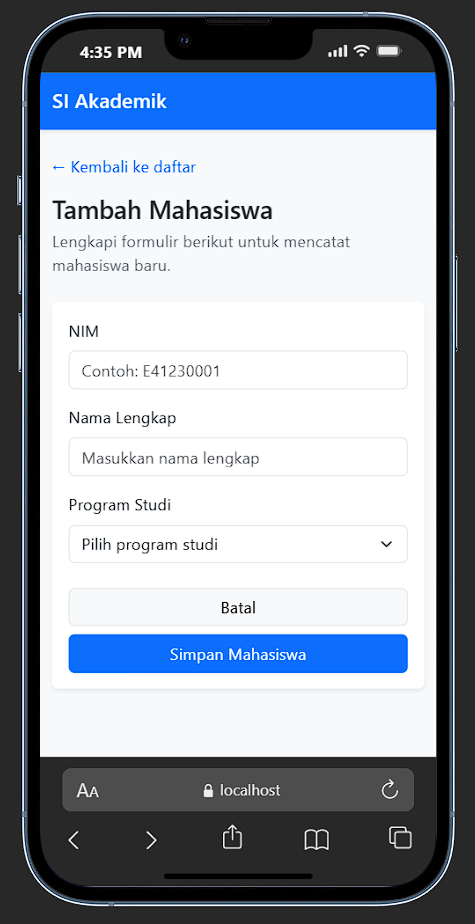 4:35 PM
SI Akademik
← Kembali ke daftar
Tambah Mahasiswa
Lengkapi formulir berikut untuk mencatat
mahasiswa baru.
NIM
Contoh: E41230001
Nama Lengkap
Masukkan nama lengkap
Program Studi
Pilih program studi
Batal
Simpan Mahasiswa
AA
localhost